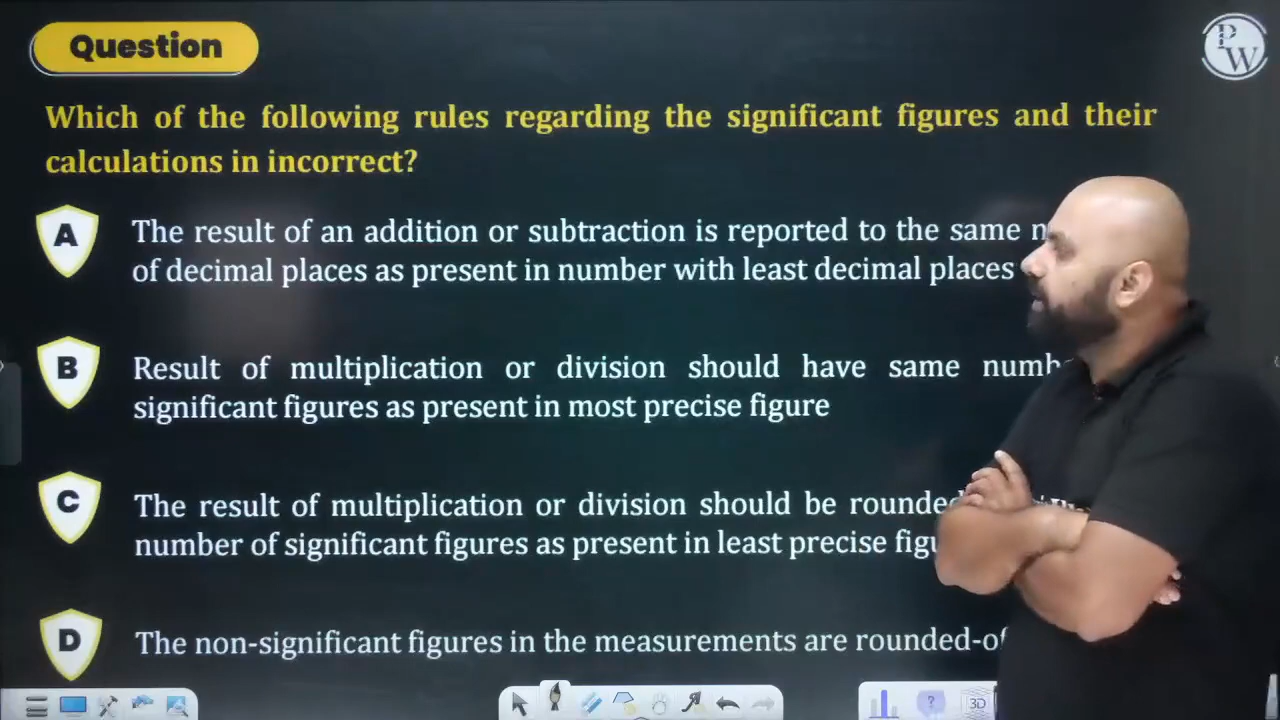 Question
PW
Which of the following rules regarding the significant figures and their
calculations in incorrect?
A
The result of an addition or subtraction is reported to the same
of decimal places as present in number with least decimal places
B
Result of multiplication or division should have same
significant figures as present in most precise figure
C
The result of multiplication or division should be
number of significant figures as present in least precise
D
The non-significant figures in the measurements are
?
3D